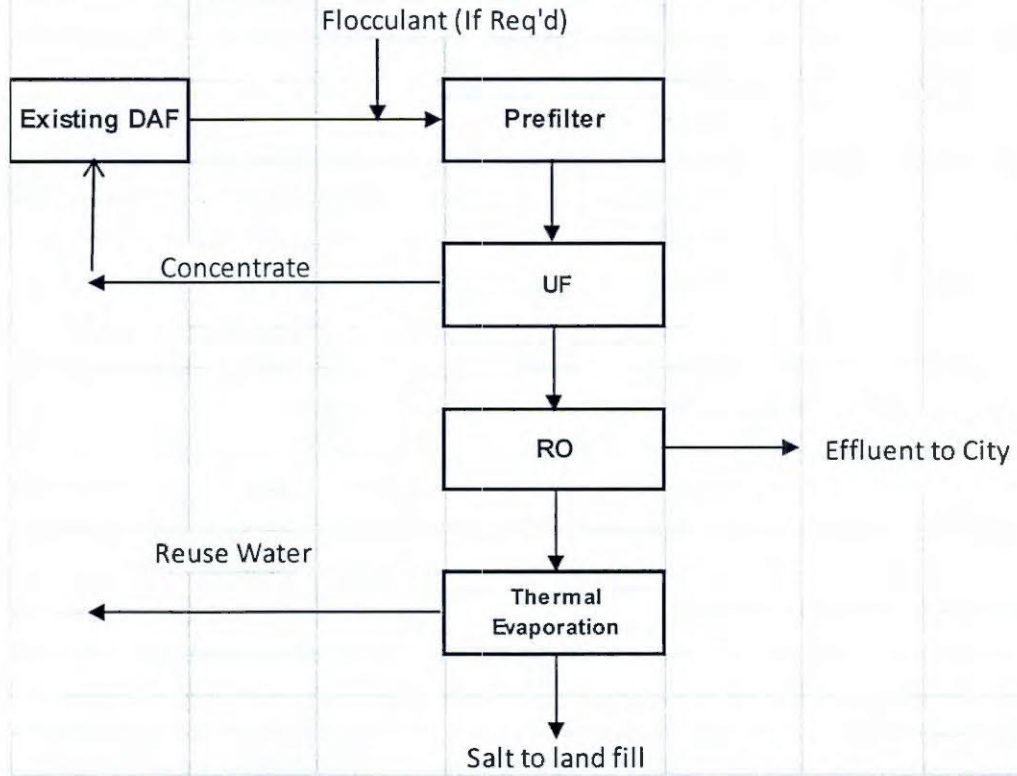 Flocculant (If Req'd)
Existing DAF
Prefilter
Concentrate
UF
RO
Effluent to City
Reuse Water
Thermal
Evaporation
Salt to land fill